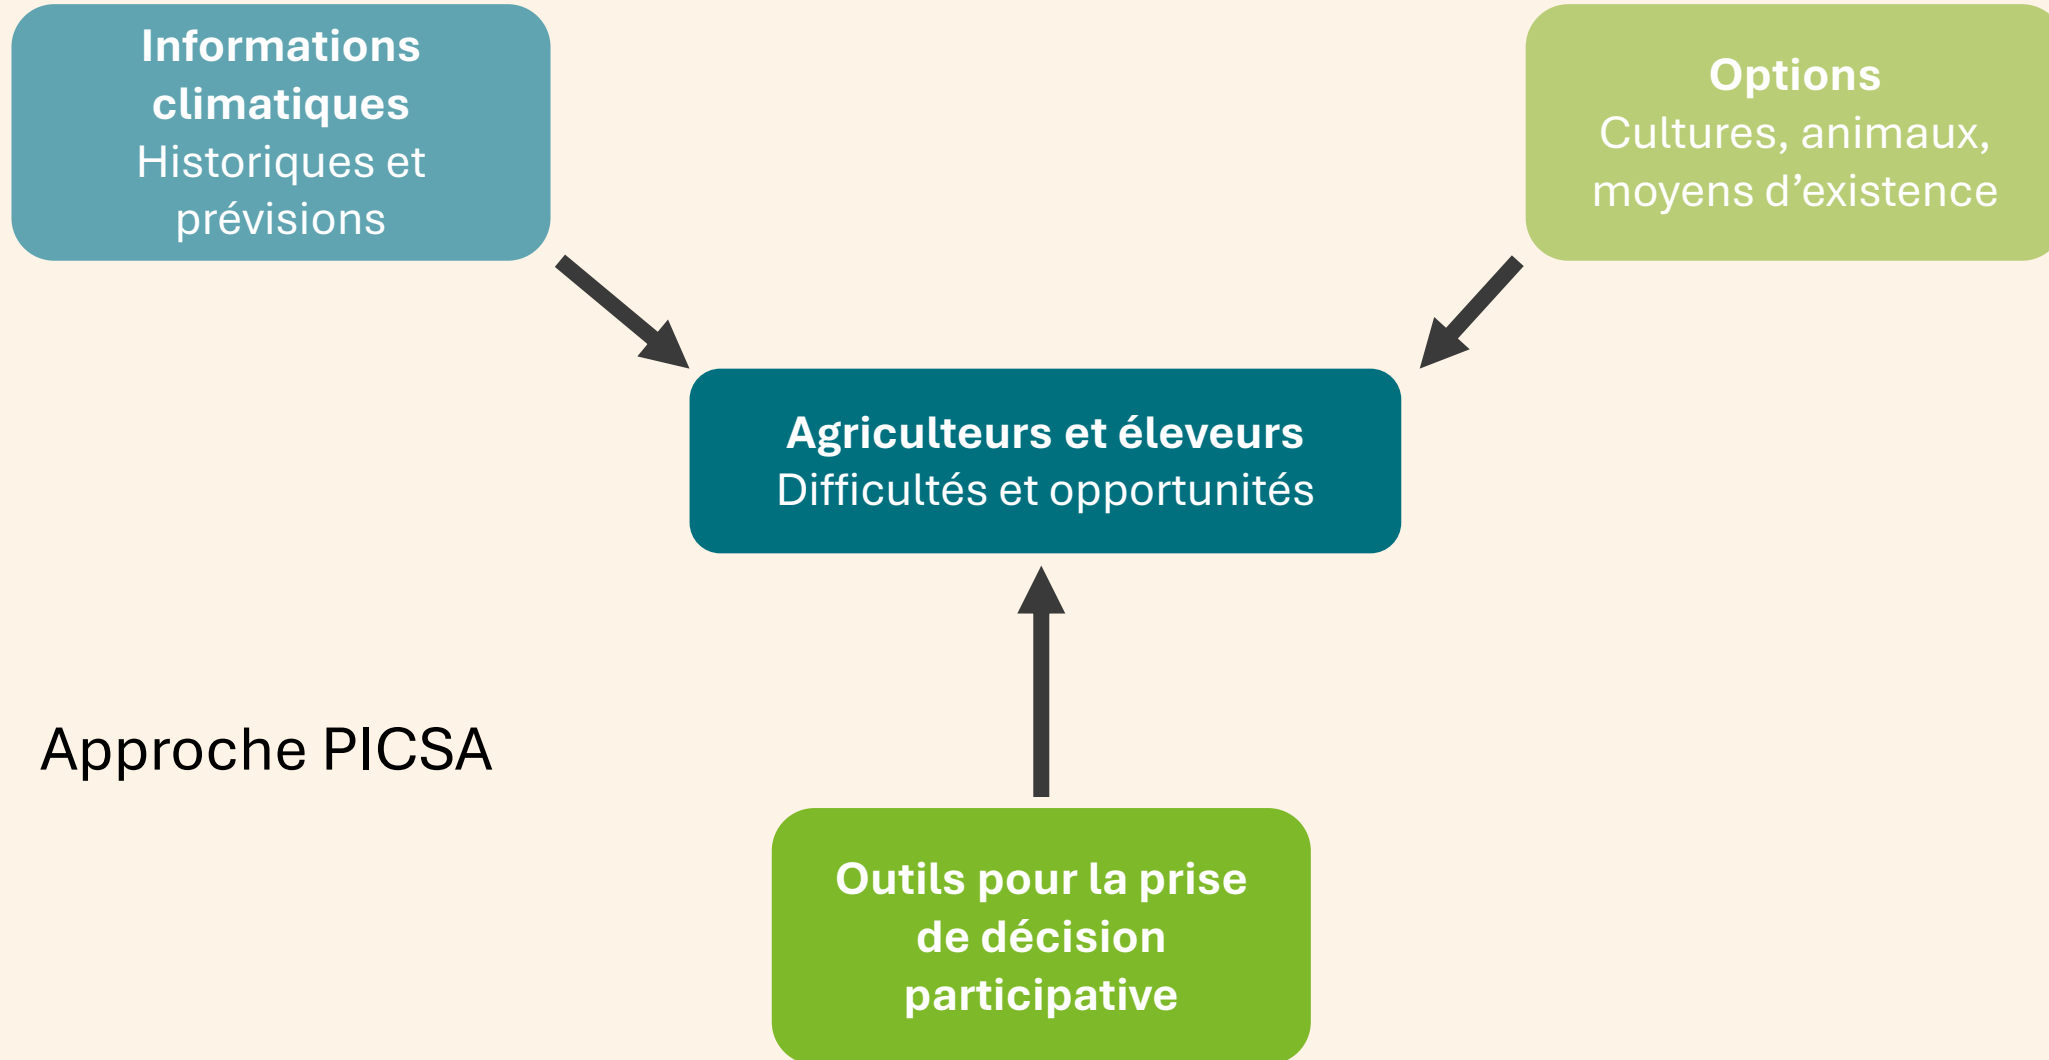 Informations
climatiques
Historiques et
prévisions
Options
Cultures, animaux,
moyens d’existence
Agriculteurs et éleveurs
Difficultés et opportunités
Approche PICSA
Outils pour la prise
de décision
participative